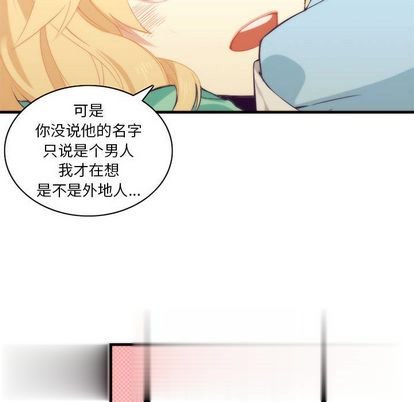 可是
你没说他的名字
只说是个男人
我才在想
是不是外地人...